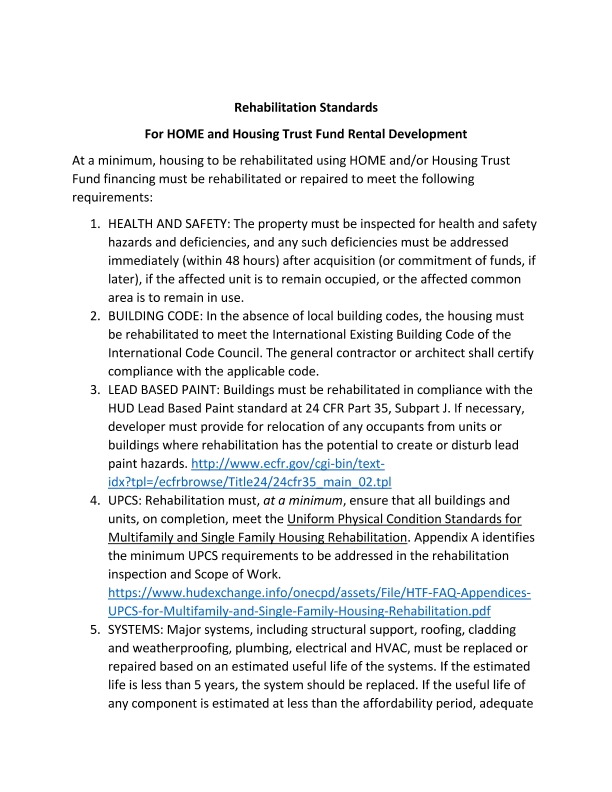 Rehabilitation Standards
For HOME and Housing Trust Fund Rental Development
At a minimum, housing to be rehabilitated using HOME and/or Housing Trust
Fund financing must be rehabilitated or repaired to meet the following
requirements:
1. HEALTH AND SAFETY: The property must be inspected for health and safety
hazards and deficiencies, and any such deficiencies must be addressed
immediately (within 48 hours) after acquisition (or commitment of funds, if
later), if the affected unit is to remain occupied, or the affected common
area is to remain in use.
2. BUILDING CODE: In the absence of local building codes, the housing must
be rehabilitated to meet the International Existing Building Code of the
International Code Council. The general contractor or architect shall certify
compliance with the applicable code.
3. LEAD BASED PAINT: Buildings must be rehabilitated in compliance with the
HUD Lead Based Paint standard at 24 CFR Part 35, Subpart J. If necessary,
developer must provide for relocation of any occupants from units or
buildings where rehabilitation has the potential to create or disturb lead
paint hazards. http://www.ecfr.gov/cgi-bin/text-
idx?tpl=/ecfrbrowse/Title24/24cfr35_main_02.tpl
4. UPCS: Rehabilitation must, at a minimum, ensure that all buildings and
units, on completion, meet the Uniform Physical Condition Standards for
Multifamily and Single Family Housing Rehabilitation. Appendix A identifies
the minimum UPCS requirements to be addressed in the rehabilitation
inspection and Scope of Work.
https://www.hudexchange.info/onecpd/assets/File/HTF-FAQ-Appendices-
UPCS-for-Multifamily-and-Single-Family-Housing-Rehabilitation.pdf
5. SYSTEMS: Major systems, including structural support, roofing, cladding
and weatherproofing, plumbing, electrical and HVAC, must be replaced or
repaired based on an estimated useful life of the systems. If the estimated
life is less than 5 years, the system should be replaced. If the useful life of
any component is estimated at less than the affordability period, adequate